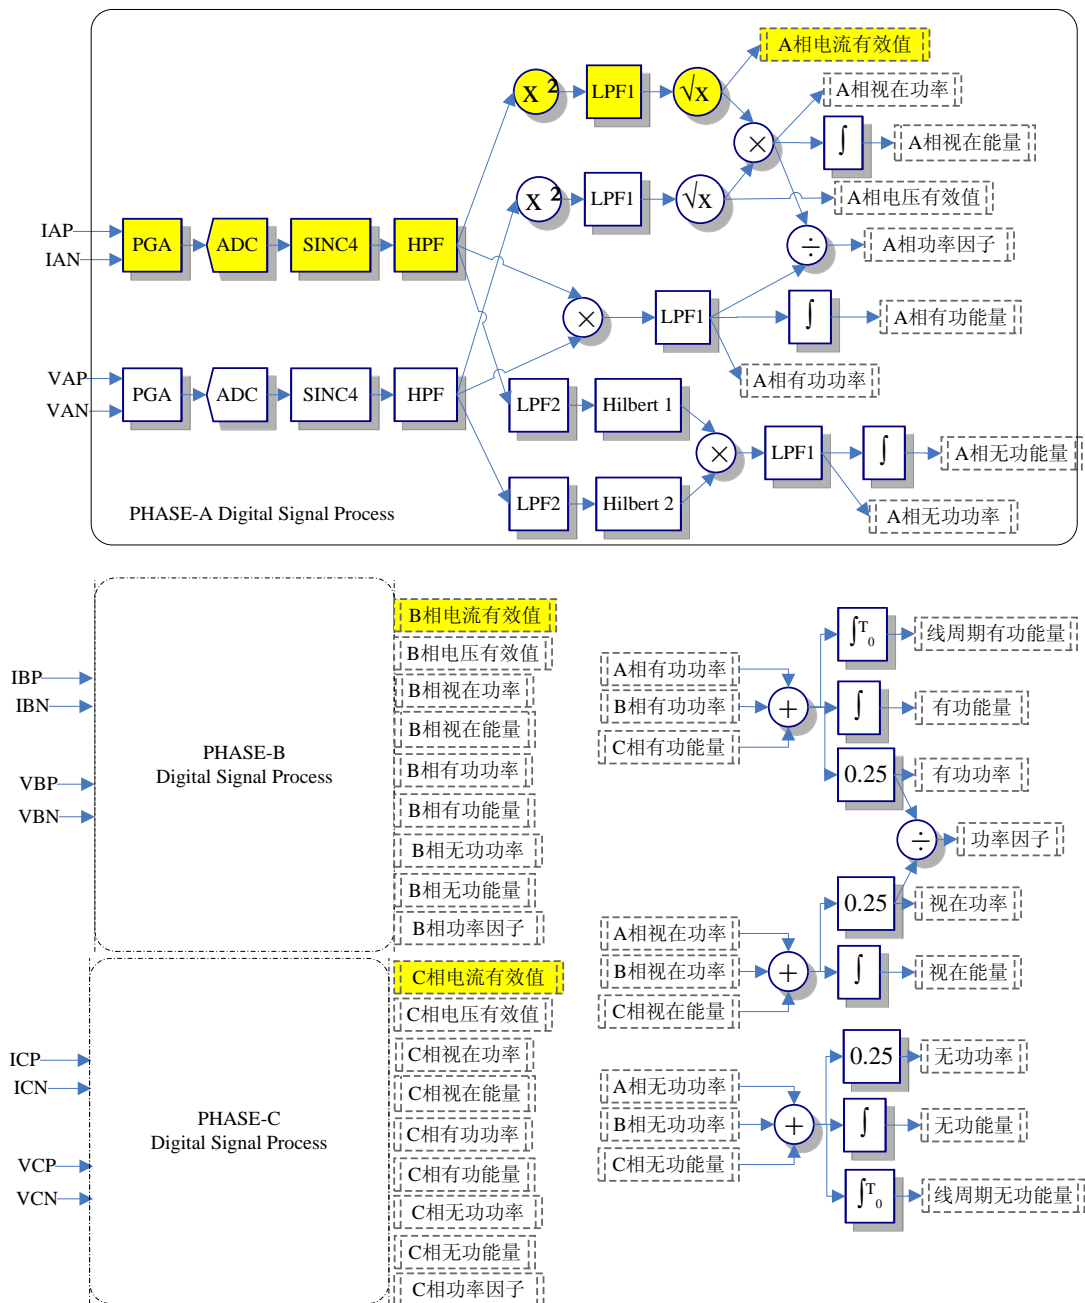 A相电流有效值
X 2
LPF1
√x
A相视在功率
×
∫
A相视在能量
X 2
LPF1
√x
A相电压有效值
IAP
IAN
PGA
ADC
SINC4
HPF
÷
A相功率因子
×
LPF1
∫
A相有功能量
A相有功功率
VAP
VAN
PGA
ADC
SINC4
HPF
LPF2
Hilbert 1
×
LPF1
∫
A相无功能量
LPF2
Hilbert 2
A相无功功率
PHASE-A Digital Signal Process
IBP
IBN
VBP
VBN
PHASE-B
Digital Signal Process
B相电流有效值
B相电压有效值
B相视在功率
B相视在能量
B相有功功率
B相有功能量
B相无功功率
B相无功能量
B相功率因子
ICP
ICN
VCP
VCN
PHASE-C
Digital Signal Process
C相电流有效值
C相电压有效值
C相视在功率
C相视在能量
C相有功功率
C相有功能量
C相无功功率
C相无功能量
C相功率因子
A相有功功率
B相有功功率
C相有功能量
+
∫T0
线周期有功能量
∫
有功能量
0.25
有功功率
÷
功率因子
A相视在功率
B相视在功率
C相视在能量
+
0.25
视在功率
∫
视在能量
A相无功功率
B相无功功率
C相无功能量
+
0.25
无功功率
∫
无功能量
∫T0
线周期无功能量